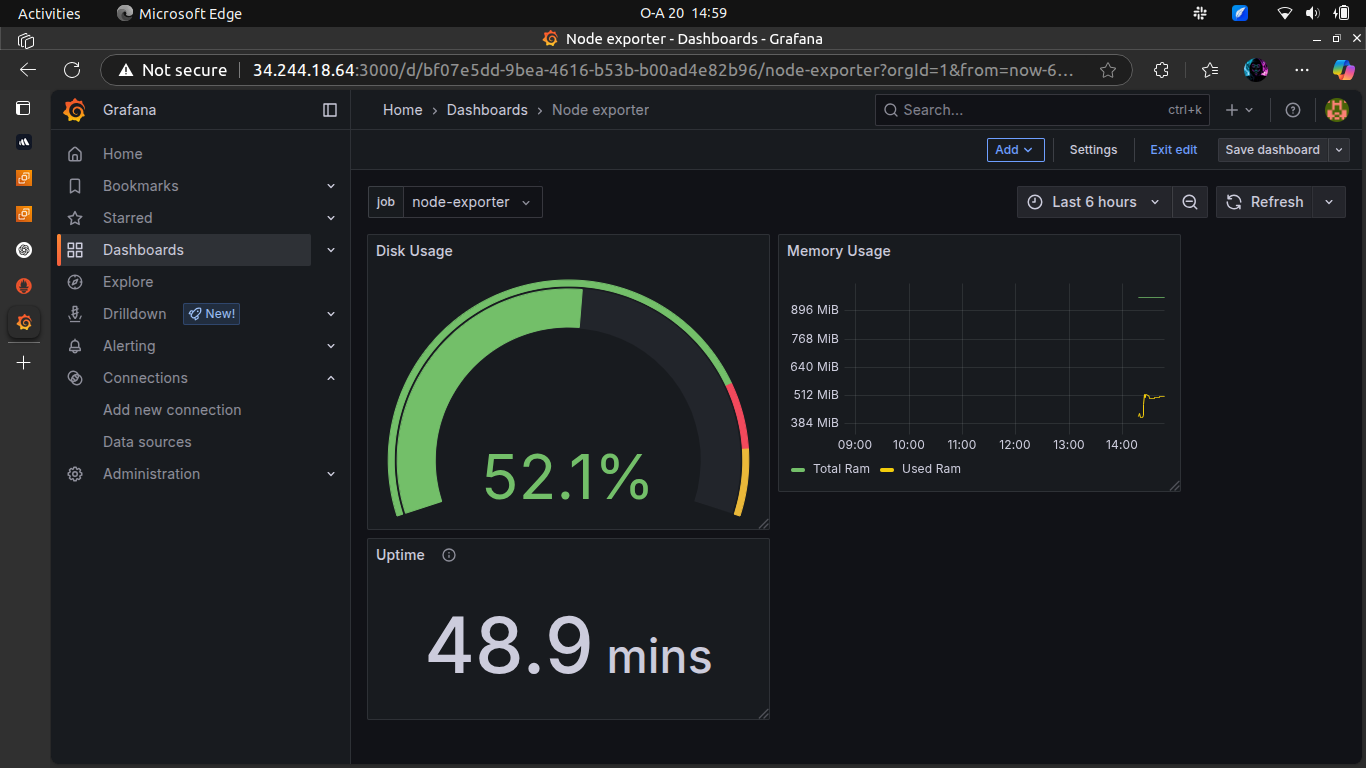 Activities Microsoft Edge O-A 20 14:59
Node exporter - Dashboards - Grafana
Not secure 34.244.18.64:3000/d/bf07e5dd-9bea-4616-b53b-b00ad4e82b96/node-exporter?orgId=1&from=now-6...
Grafana
Home › Dashboards › Node exporter
Search... ctrl+k
Add Settings Exit edit Save dashboard
Home
Bookmarks
Starred
Dashboards
Explore
Drilldown New!
Alerting
Connections
Add new connection
Data sources
Administration
job node-exporter
Last 6 hours Refresh
Disk Usage
52.1%
Memory Usage
896 MiB
768 MiB
640 MiB
512 MiB
384 MiB
09:00 10:00 11:00 12:00 13:00 14:00
Total Ram Used Ram
Uptime
48.9 mins